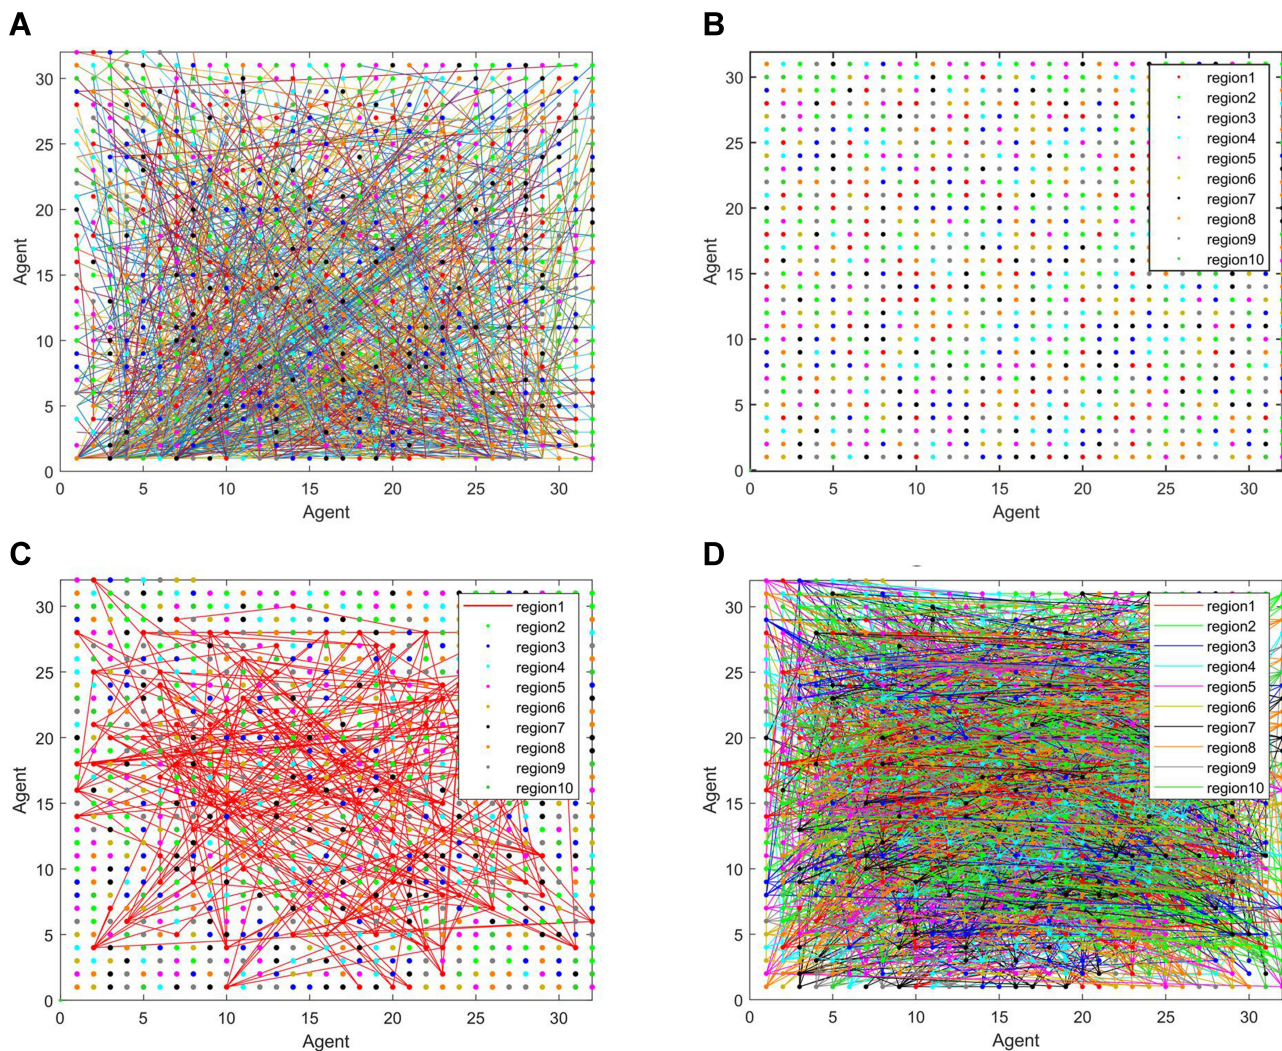 A
30
25
20
15
10
5
0
Agent
0 5 10 15 20 25 30
Agent
B
30
25
20
15
10
5
0
Agent
0 5 10 15 20 25 30
Agent
region1
region2
region3
region4
region5
region6
region7
region8
region9
region10
C
30
25
20
15
10
5
0
Agent
0 5 10 15 20 25 30
Agent
region1
region2
region3
region4
region5
region6
region7
region8
region9
region10
D
30
25
20
15
10
5
0
Agent
0 5 10 15 20 25 30
Agent
region1
region2
region3
region4
region5
region6
region7
region8
region9
region10